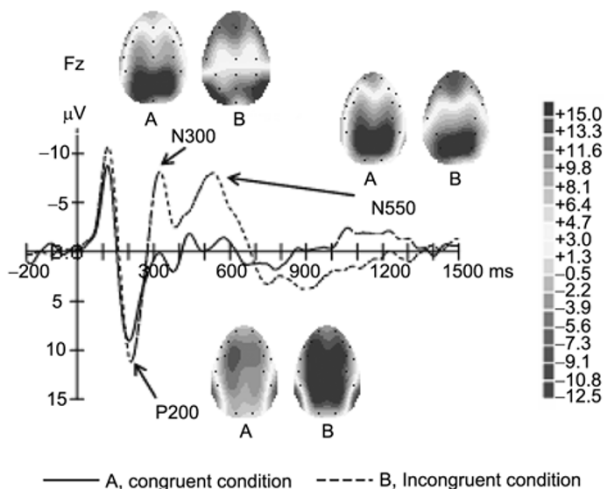 Fz
A B
N300
μV
A B
N550
-10
-5
5
10
15
-200 300 600 900 1200 1500 ms
P200
A B
+15.0
+13.3
+11.6
+9.8
+8.1
+6.4
+4.7
+3.0
+1.3
-0.5
-2.2
-3.9
-5.6
-7.3
-9.1
-10.8
-12.5
A, congruent condition B, Incongruent condition